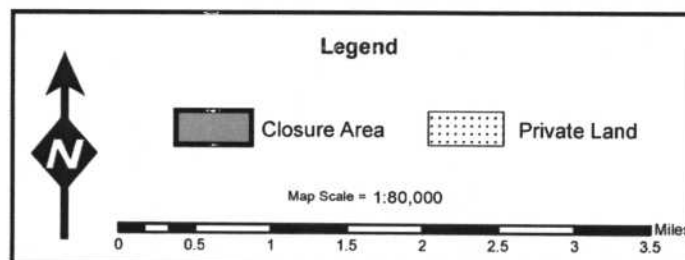 Legend
N
Closure Area
Private Land
Map Scale = 1:80,000
Miles
0 0.5 1 1.5 2 2.5 3 3.5